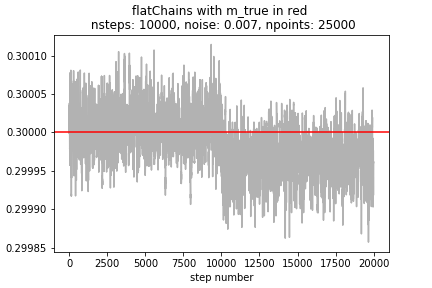 flatChains with m_true in red
nsteps: 10000, noise: 0.007, npoints: 25000
0.30010
0.30005
0.30000
0.29995
0.29990
0.29985
0 2500 5000 7500 10000 12500 15000 17500 20000
step number